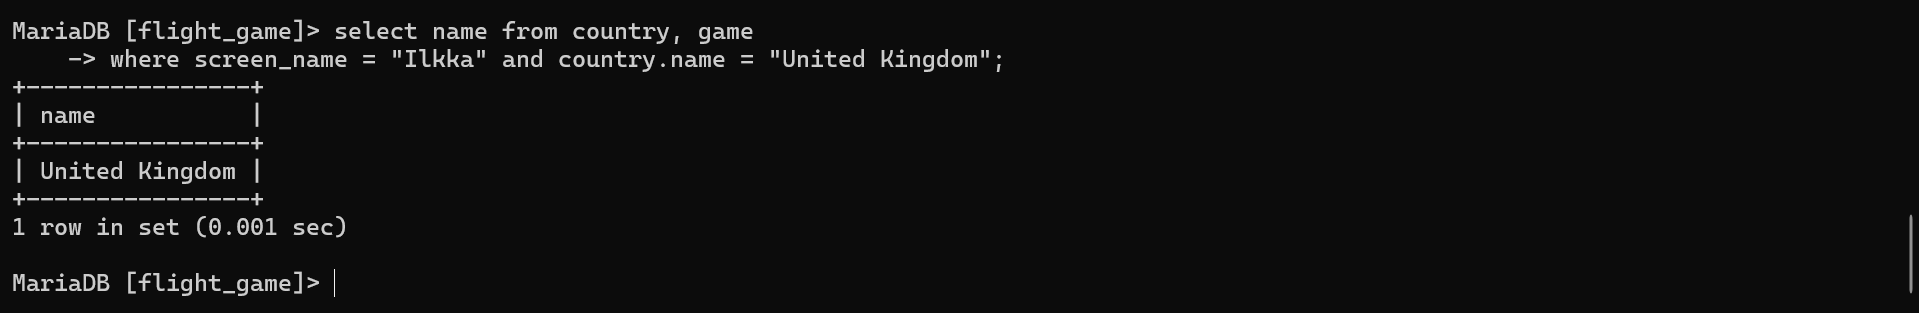 MariaDB [flight_game]> select name from country, game
    -> where screen_name = "Ilkka" and country.name = "United Kingdom";
+----------------+
| name           |
+----------------+
| United Kingdom |
+----------------+
1 row in set (0.001 sec)
MariaDB [flight_game]>